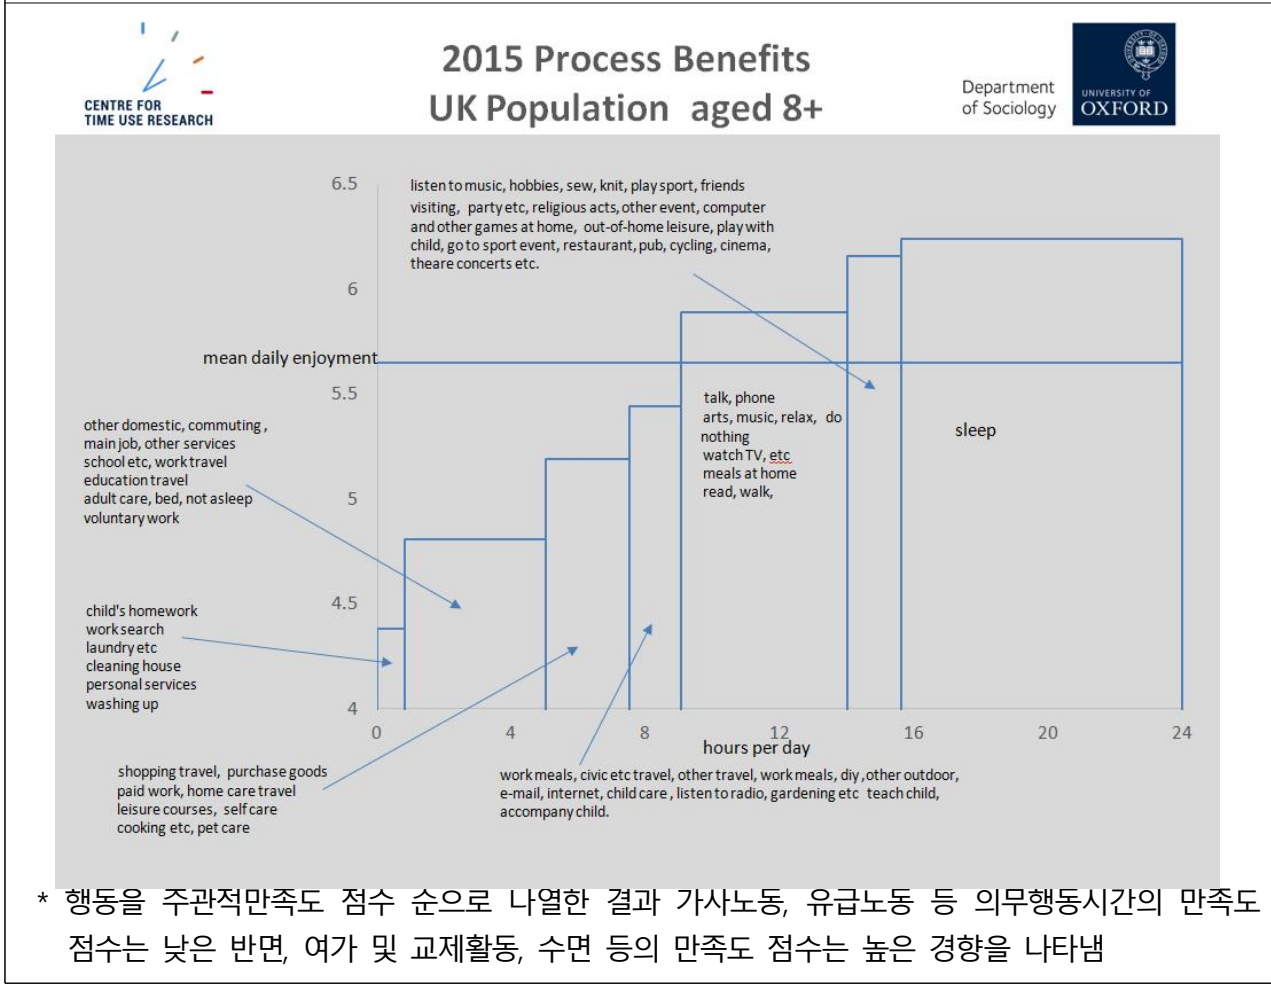 CENTRE FOR
TIME USE RESEARCH
2015 Process Benefits
UK Population aged 8+
Department
of Sociology
UNIVERSITY OF
OXFORD
6.5
6
5.5
5
4.5
4
listen to music, hobbies, sew, knit, play sport, friends
visiting, party etc, religious acts, other event, computer
and other games at home, out-of-home leisure, play with
child, go to sport event, restaurant, pub, cycling, cinema,
theare concerts etc.
mean daily enjoyment
other domestic, commuting ,
main job, other services
school etc, work travel
education travel
adult care, bed, not asleep
voluntary work
talk, phone
arts, music, relax, do
nothing
watch TV, etc
meals at home
read, walk,
sleep
child's homework
work search
laundry etc
cleaning house
personal services
washing up
0 4 8 12 16 20 24
hours per day
shopping travel, purchase goods
paid work, home care travel
leisure courses, self care
cooking etc, pet care
work meals, civic etc travel, other travel, work meals, diy ,other outdoor,
e-mail, internet, child care , listen to radio, gardening etc teach child,
accompany child.
* 행동을 주관적만족도 점수 순으로 나열한 결과 가사노동, 유급노동 등 의무행동시간의 만족도
점수는 낮은 반면, 여가 및 교제활동, 수면 등의 만족도 점수는 높은 경향을 나타냄